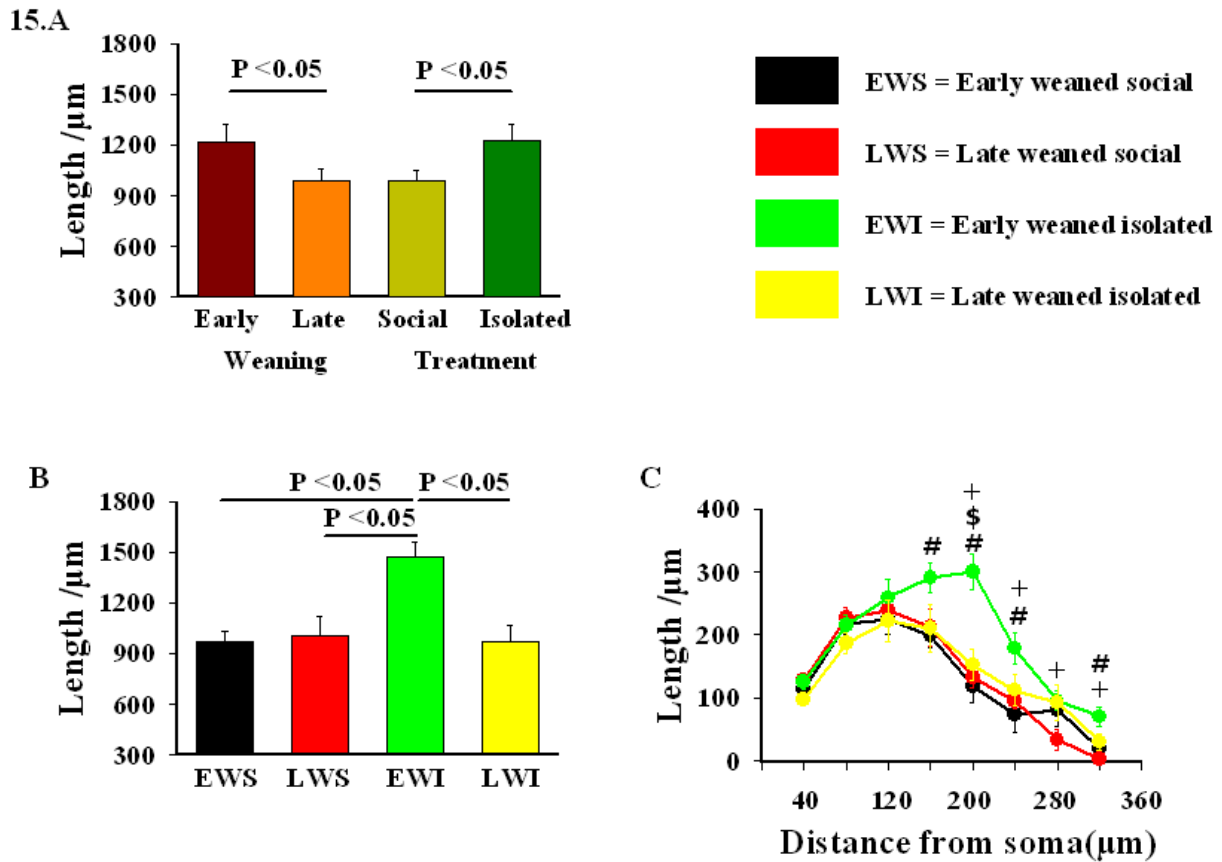 15.A
1800
1500
1200
900
600
300
Length /µm
P <0.05
P <0.05
Early Late Social Isolated
Weaning Treatment
EWS = Early weaned social
LWS = Late weaned social
EWI = Early weaned isolated
LWI = Late weaned isolated
B
1800
1500
1200
900
600
300
Length /µm
P <0.05 P <0.05
P <0.05
EWS LWS EWI LWI
C
400
300
200
100
0
Length /µm
+
$
#
#
+
#
+
#
+
40 120 200 280 360
Distance from soma(µm)